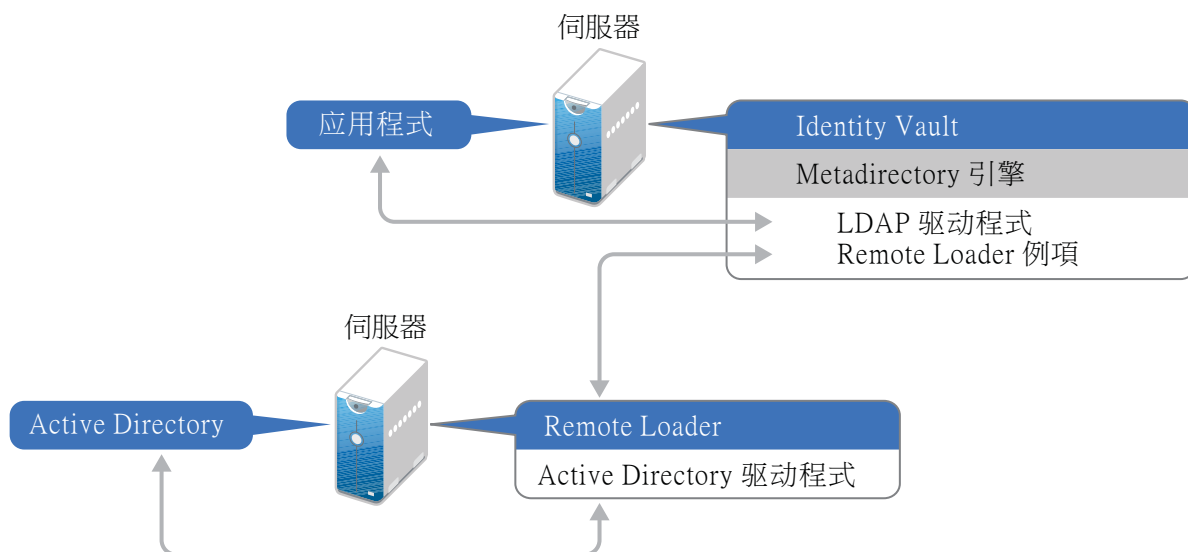 伺服器
应用程式
Identity Vault
Metadirectory 引擎
LDAP 驱动程式
Remote Loader 例項
伺服器
Active Directory
Remote Loader
Active Directory 驱动程式